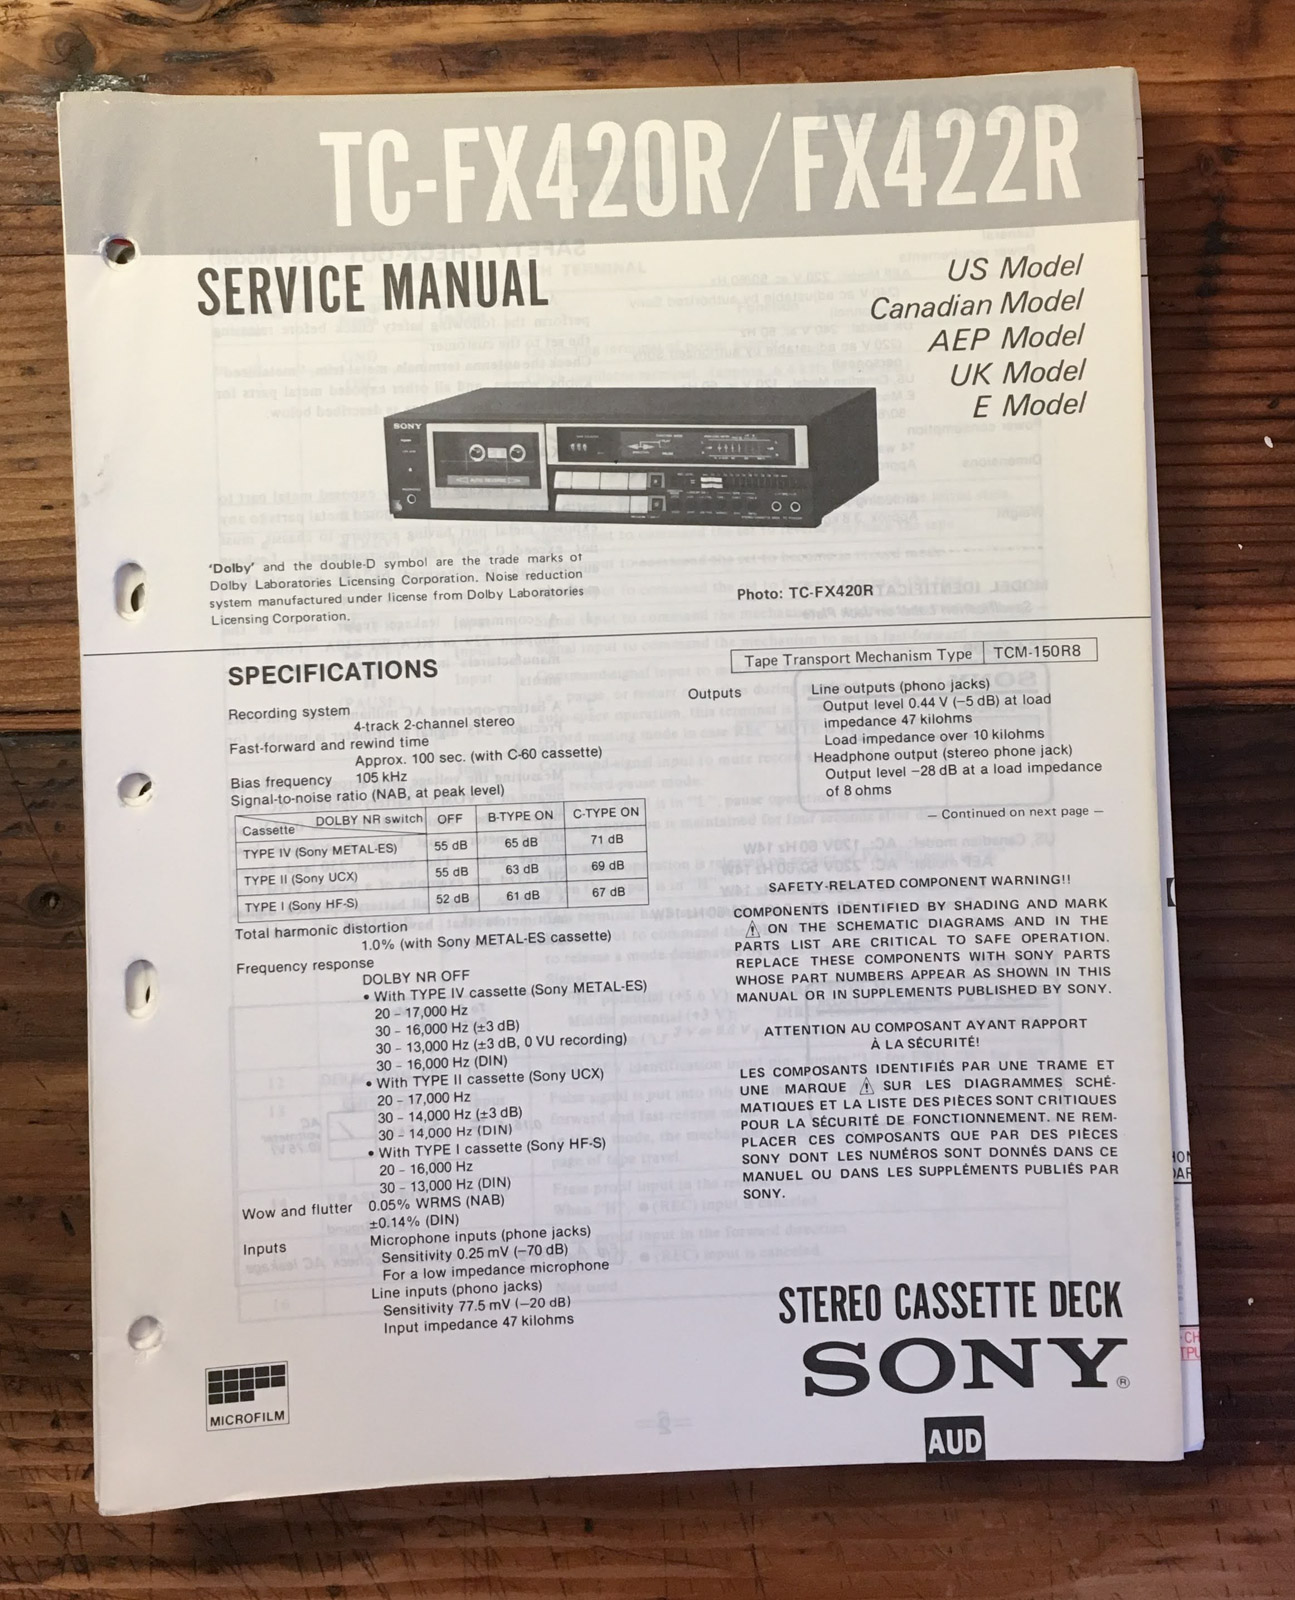 TC-FX420R/FX422R
SERVICE MANUAL
US Model
Canadian Model
AEP Model
UK Model
E Model
SONY
AUTO REVERSE
'Dolby' and the double-D symbol are the trade marks of
Dolby Laboratories Licensing Corporation. Noise reduction
system manufactured under license from Dolby Laboratories
Licensing Corporation.
Photo: TC-FX420R
SPECIFICATIONS
Recording system
4-track 2-channel stereo
Fast-forward and rewind time
Approx. 100 sec. (with C-60 cassette)
Bias frequency 105 kHz
Signal-to-noise ratio (NAB, at peak level)
Cassette DOLBY NR switch OFF B-TYPE ON C-TYPE ON
TYPE IV (Sony METAL-ES) 55 dB 65 dB 71 dB
TYPE II (Sony UCX) 55 dB 63 dB 69 dB
TYPE I (Sony HF-S) 52 dB 61 dB 67 dB
Total harmonic distortion
1.0% (with Sony METAL-ES cassette)
Frequency response
DOLBY NR OFF
• With TYPE IV cassette (Sony METAL-ES)
20 – 17,000 Hz
30 – 16,000 Hz (±3 dB)
30 – 13,000 Hz (±3 dB, 0 VU recording)
30 – 16,000 Hz (DIN)
• With TYPE II cassette (Sony UCX)
20 – 17,000 Hz
30 – 14,000 Hz (±3 dB)
30 – 14,000 Hz (DIN)
• With TYPE I cassette (Sony HF-S)
20 – 16,000 Hz
30 – 13,000 Hz (DIN)
Wow and flutter 0.05% WRMS (NAB)
±0.14% (DIN)
Inputs Microphone inputs (phone jacks)
Sensitivity 0.25 mV (–70 dB)
For a low impedance microphone
Line inputs (phono jacks)
Sensitivity 77.5 mV (–20 dB)
Input impedance 47 kilohms
MICROFILM
Tape Transport Mechanism Type TCM-150R8
Outputs Line outputs (phono jacks)
Output level 0.44 V (–5 dB) at load
impedance 47 kilohms
Load impedance over 10 kilohms
Headphone output (stereo phone jack)
Output level –28 dB at a load impedance
of 8 ohms
— Continued on next page —
SAFETY-RELATED COMPONENT WARNING!!
COMPONENTS IDENTIFIED BY SHADING AND MARK
⚠ ON THE SCHEMATIC DIAGRAMS AND IN THE
PARTS LIST ARE CRITICAL TO SAFE OPERATION.
REPLACE THESE COMPONENTS WITH SONY PARTS
WHOSE PART NUMBERS APPEAR AS SHOWN IN THIS
MANUAL OR IN SUPPLEMENTS PUBLISHED BY SONY.
ATTENTION AU COMPOSANT AYANT RAPPORT
À LA SÉCURITÉ!
LES COMPOSANTS IDENTIFIÉS PAR UNE TRAME ET
UNE MARQUE ⚠ SUR LES DIAGRAMMES SCHÉ-
MATIQUES ET LA LISTE DES PIÈCES SONT CRITIQUES
POUR LA SÉCURITÉ DE FONCTIONNEMENT. NE REM-
PLACER CES COMPOSANTS QUE PAR DES PIÈCES
SONY DONT LES NUMÉROS SONT DONNÉS DANS CE
MANUEL OU DANS LES SUPPLÉMENTS PUBLIÉS PAR
SONY.
STEREO CASSETTE DECK
SONY®
AUD